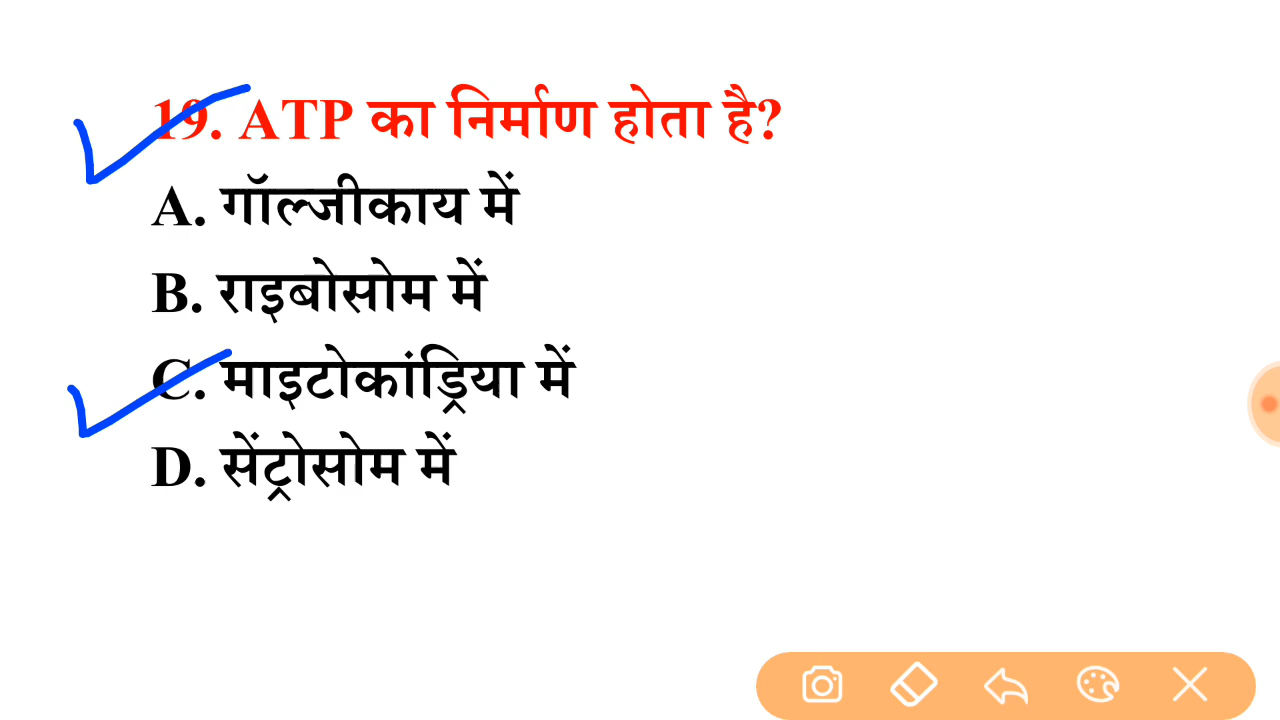 19. ATP का निर्माण होता है?
A. गॉल्जीकाय में
B. राइबोसोम में
C. माइटोकांड्रिया में
D. सेंट्रोसोम में